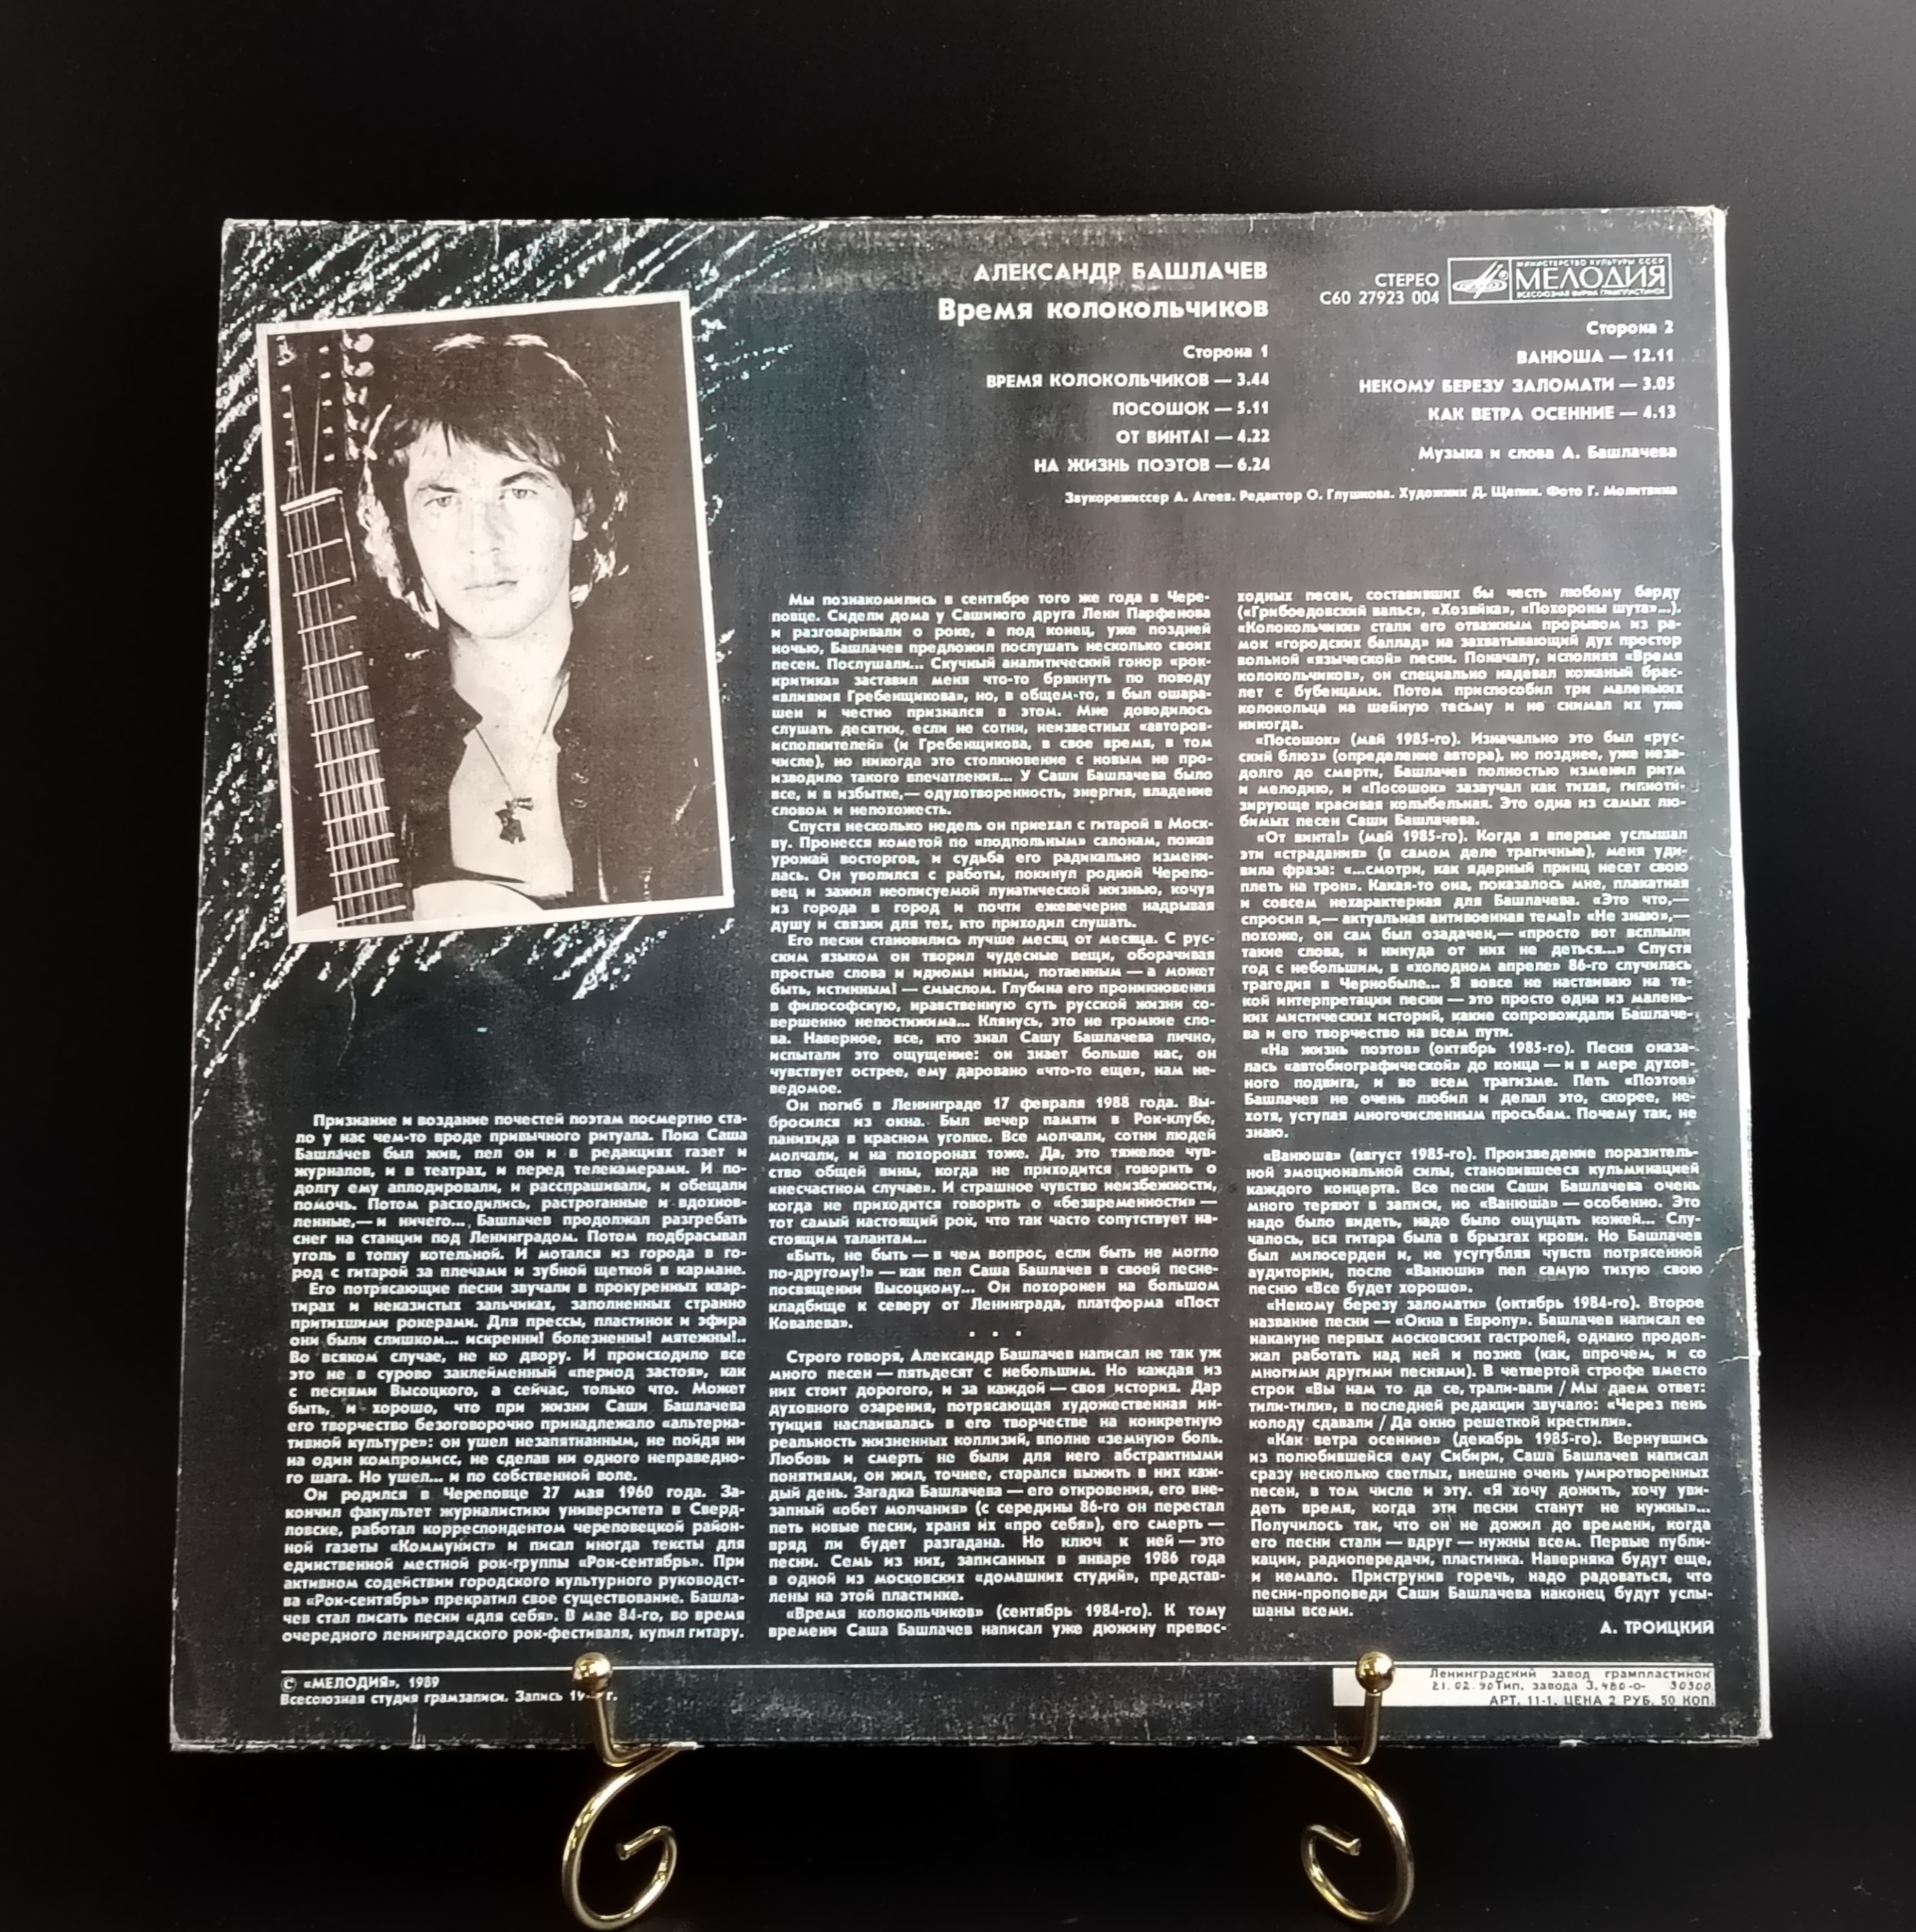 АЛЕКСАНДР БАШЛАЧЕВ
Время колокольчиков
СТЕРЕО
С60 27923 004
МИНИСТЕРСТВО КУЛЬТУРЫ СССР
МЕЛОДИЯ
ВСЕСОЮЗНАЯ ФИРМА ГРАМПЛАСТИНОК
Сторона 1
ВРЕМЯ КОЛОКОЛЬЧИКОВ — 3.44
ПОСОШОК — 5.11
ОТ ВИНТА! — 4.22
НА ЖИЗНЬ ПОЭТОВ — 6.24
Сторона 2
ВАНЮША — 12.11
НЕКОМУ БЕРЕЗУ ЗАЛОМАТИ — 3.05
КАК ВЕТРА ОСЕННИЕ — 4.13
Музыка и слова А. Башлачева
Звукорежиссер А. Агеев. Редактор О. Глушкова. Художник Д. Щепин. Фото Г. Молитвина
Признание и воздание почестей поэтам посмертно ста-
ло у нас чем-то вроде привычного ритуала. Пока Саша
Башлачев был жив, пел он и в редакциях газет и
журналов, и в театрах, и перед телекамерами. И по-
долгу ему аплодировали, и расспрашивали, и обещали
помочь. Потом расходились, растроганные и вдохнов-
ленные,— и ничего... Башлачев продолжал разгребать
снег на станции под Ленинградом. Потом подбрасывал
уголь в топку котельной. И мотался из города в го-
род с гитарой за плечами и зубной щеткой в кармане.
Его потрясающие песни звучали в прокуренных квар-
тирах и неказистых зальчиках, заполненных странно
притихшими рокерами. Для прессы, пластинок и эфира
они были слишком... искренни! болезненны! мятежны!..
Во всяком случае, не ко двору. И происходило все
это не в сурово заклейменный «период застоя», как
с песнями Высоцкого, а сейчас, только что. Может
быть, и хорошо, что при жизни Саши Башлачева
его творчество безоговорочно принадлежало «альтерна-
тивной культуре»: он ушел незапятнанным, не пойдя ни
на один компромисс, не сделав ни одного неправедно-
го шага. Но ушел... и по собственной воле.
Он родился в Череповце 27 мая 1960 года. За-
кончил факультет журналистики университета в Сверд-
ловске, работал корреспондентом череповецкой район-
ной газеты «Коммунист» и писал иногда тексты для
единственной местной рок-группы «Рок-сентябрь». При
активном содействии городского культурного руководст-
ва «Рок-сентябрь» прекратил свое существование. Башла-
чев стал писать песни «для себя». В мае 84-го, во время
очередного ленинградского рок-фестиваля, купил гитару.
Мы познакомились в сентябре того же года в Чере-
повце. Сидели дома у Сашиного друга Лени Парфенова
и разговаривали о роке, а под конец, уже поздней
ночью, Башлачев предложил послушать несколько своих
песен. Послушали... Скучный аналитический гонор «рок-
критика» заставил меня что-то брякнуть по поводу
«влияния Гребенщикова», но, в общем-то, я был ошара-
шен и честно признался в этом. Мне доводилось
слушать десятки, если не сотни, неизвестных «авторов-
исполнителей» (и Гребенщикова, в свое время, в том
числе), но никогда это столкновение с новым не про-
изводило такого впечатления... У Саши Башлачева было
все, и в избытке,— одухотворенность, энергия, владение
словом и непохожесть.
Спустя несколько недель он приехал с гитарой в Моск-
ву. Пронесся кометой по «подпольным» салонам, пожав
урожай восторгов, и судьба его радикально измени-
лась. Он уволился с работы, покинул родной Черепо-
вец и зажил неописуемой лунатической жизнью, кочуя
из города в город и почти ежевечерне надрывая
душу и связки для тех, кто приходил слушать.
Его песни становились лучше месяц от месяца. С рус-
ским языком он творил чудесные вещи, оборачивая
простые слова и идиомы иным, потаенным — а может
быть, истинным! — смыслом. Глубина его проникновения
в философскую, нравственную суть русской жизни со-
вершенно непостижима... Клянусь, это не громкие сло-
ва. Наверное, все, кто знал Сашу Башлачева лично,
испытали это ощущение: он знает больше нас, он
чувствует острее, ему даровано «что-то еще», нам не-
ведомое.
Он погиб в Ленинграде 17 февраля 1988 года. Вы-
бросился из окна. Был вечер памяти в Рок-клубе,
панихида в красном уголке. Все молчали, сотни людей
молчали, и на похоронах тоже. Да, это тяжелое чув-
ство общей вины, когда не приходится говорить о
«несчастном случае». И страшное чувство неизбежности,
когда не приходится говорить о «безвременности» —
тот самый настоящий рок, что так часто сопутствует на-
стоящим талантам...
«Быть, не быть — в чем вопрос, если быть не могло
по-другому!» — как пел Саша Башлачев в своей песне-
посвящении Высоцкому... Он похоронен на большом
кладбище к северу от Ленинграда, платформа «Пост
Ковалева».
. . .
Строго говоря, Александр Башлачев написал не так уж
много песен — пятьдесят с небольшим. Но каждая из
них стоит дорогого, и за каждой — своя история. Дар
духовного озарения, потрясающая художественная ин-
туиция наслаивалась в его творчестве на конкретную
реальность жизненных коллизий, вполне «земную» боль.
Любовь и смерть не были для него абстрактными
понятиями, он жил, точнее, старался выжить в них каж-
дый день. Загадка Башлачева — его откровения, его вне-
запный «обет молчания» (с середины 86-го он перестал
петь новые песни, храня их «про себя»), его смерть —
вряд ли будет разгадана. Но ключ к ней — это
песни. Семь из них, записанных в январе 1986 года
в одной из московских «домашних студий», представ-
лены на этой пластинке.
«Время колокольчиков» (сентябрь 1984-го). К тому
времени Саша Башлачев написал уже дюжину превос-
ходных песен, составивших бы честь любому барду
(«Грибоедовский вальс», «Хозяйка», «Похороны шута»...).
«Колокольчики» стали его отважным прорывом из ра-
мок «городских баллад» на захватывающий дух простор
вольной «языческой» песни. Поначалу, исполняя «Время
колокольчиков», он специально надевал кожаный брас-
лет с бубенцами. Потом приспособил три маленьких
колокольца на шейную тесьму и не снимал их уже
никогда.
«Посошок» (май 1985-го). Изначально это был «рус-
ский блюз» (определение автора), но позднее, уже неза-
долго до смерти, Башлачев полностью изменил ритм
и мелодию, и «Посошок» зазвучал как тихая, гипноти-
зирующе красивая колыбельная. Это одна из самых лю-
бимых песен Саши Башлачева.
«От винта!» (май 1985-го). Когда я впервые услышал
эти «страдания» (в самом деле трагичные), меня уди-
вила фраза: «...смотри, как ядерный принц несет свою
плеть на трон». Какая-то она, показалось мне, плакатная
и совсем нехарактерная для Башлачева. «Это что,—
спросил я,— актуальная антивоенная тема!» «Не знаю»,—
похоже, он сам был озадачен,— «просто вот всплыли
такие слова, и никуда от них не деться...» Спустя
год с небольшим, в «холодном апреле» 86-го случилась
трагедия в Чернобыле... Я вовсе не настаиваю на та-
кой интерпретации песни — это просто одна из малень-
ких мистических историй, какие сопровождали Башлаче-
ва и его творчество на всем пути.
«На жизнь поэтов» (октябрь 1985-го). Песня оказа-
лась «автобиографической» до конца — и в мере духов-
ного подвига, и во всем трагизме. Петь «Поэтов»
Башлачев не очень любил и делал это, скорее, не-
хотя, уступая многочисленным просьбам. Почему так, не
знаю.
«Ванюша» (август 1985-го). Произведение поразитель-
ной эмоциональной силы, становившееся кульминацией
каждого концерта. Все песни Саши Башлачева очень
много теряют в записи, но «Ванюша» — особенно. Это
надо было видеть, надо было ощущать кожей... Слу-
чалось, вся гитара была в брызгах крови. Но Башлачев
был милосерден и, не усугубляя чувств потрясенной
аудитории, после «Ванюши» пел самую тихую свою
песню «Все будет хорошо».
«Некому березу заломати» (октябрь 1984-го). Второе
название песни — «Окна в Европу». Башлачев написал ее
накануне первых московских гастролей, однако продол-
жал работать над ней и позже (как, впрочем, и со
многими другими песнями). В четвертой строфе вместо
строк «Вы нам то да се, трали-вали / Мы даем ответ:
тили-тили», в последней редакции звучало: «Через пень
колоду сдавали / Да окно решеткой крестили».
«Как ветра осенние» (декабрь 1985-го). Вернувшись
из полюбившейся ему Сибири, Саша Башлачев написал
сразу несколько светлых, внешне очень умиротворенных
песен, в том числе и эту. «Я хочу дожить, хочу уви-
деть время, когда эти песни станут не нужны»...
Получилось так, что он не дожил до времени, когда
его песни стали — вдруг — нужны всем. Первые публи-
кации, радиопередачи, пластинка. Наверняка будут еще,
и немало. Приструнив горечь, надо радоваться, что
песни-проповеди Саши Башлачева наконец будут услы-
шаны всеми.
А. ТРОИЦКИЙ
© «МЕЛОДИЯ», 1989
Всесоюзная студия грамзаписи. Запись г.
Ленинградский завод грампластинок
21.02.90 Тип. завода З. 480-0- 30300
АРТ. 11-1. ЦЕНА 2 РУБ. 50 КОП.